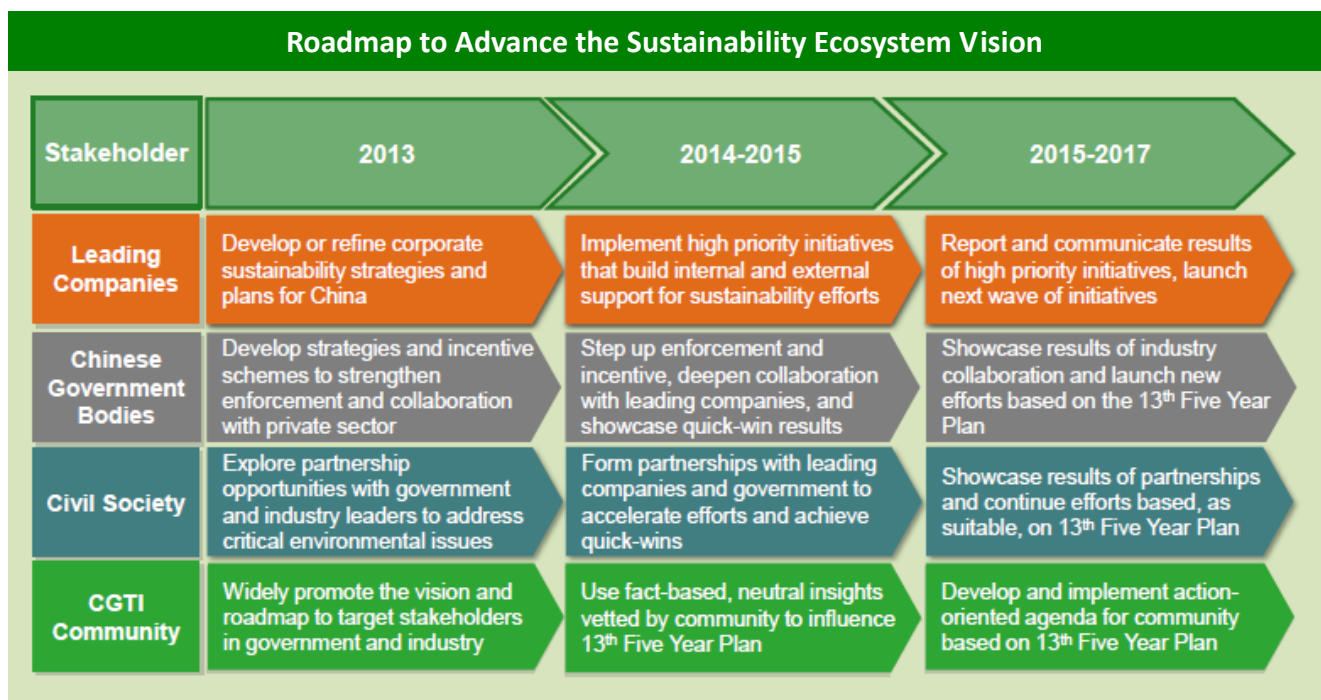 Roadmap to Advance the Sustainability Ecosystem Vision
Stakeholder
2013
2014-2015
2015-2017
Leading
Companies
Develop or refine corporate
sustainability strategies and
plans for China
Implement high priority initiatives
that build internal and external
support for sustainability efforts
Report and communicate results
of high priority initiatives, launch
next wave of initiatives
Chinese
Government
Bodies
Develop strategies and incentive
schemes to strengthen
enforcement and collaboration
with private sector
Step up enforcement and
incentive, deepen collaboration
with leading companies, and
showcase quick-win results
Showcase results of industry
collaboration and launch new
efforts based on the 13th Five Year
Plan
Civil Society
Explore partnership
opportunities with government
and industry leaders to address
critical environmental issues
Form partnerships with leading
companies and government to
accelerate efforts and achieve
quick-wins
Showcase results of partnerships
and continue efforts based, as
suitable, on 13th Five Year Plan
CGTI
Community
Widely promote the vision and
roadmap to target stakeholders
in government and industry
Use fact-based, neutral insights
vetted by community to influence
13th Five Year Plan
Develop and implement action-
oriented agenda for community
based on 13th Five Year Plan